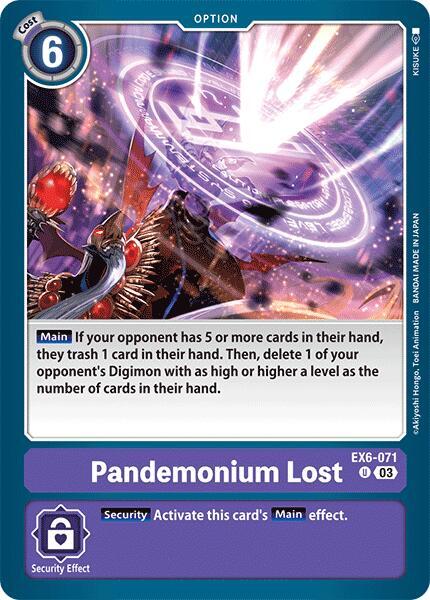 OPTION
Cost
6
KISUKE
[Main] If your opponent has 5 or more cards in their hand,
they trash 1 card in their hand. Then, delete 1 of your
opponent's Digimon with as high or higher a level as the
number of cards in their hand.
©Akiyoshi Hongo, Toei Animation BANDAI MADE IN JAPAN
EX6-071
Pandemonium Lost U 03
[Security] Activate this card's [Main] effect.
Security Effect